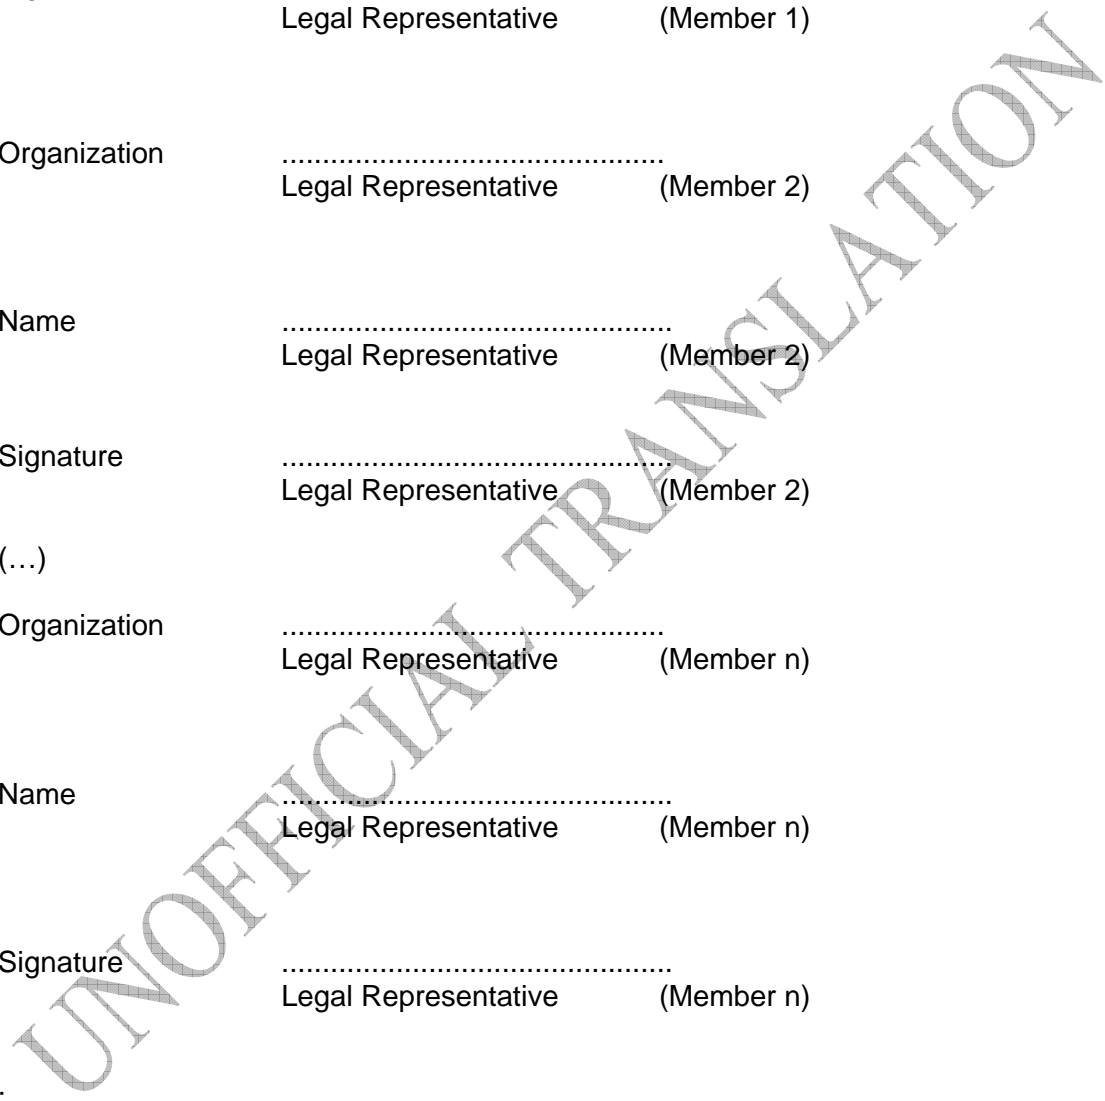 Legal Representative (Member 1)
Organization ..............................................
Legal Representative (Member 2)
Name ...............................................
Legal Representative (Member 2)
Signature ...............................................
Legal Representative (Member 2)
(…)
Organization ..............................................
Legal Representative (Member n)
Name ...............................................
Legal Representative (Member n)
Signature ...............................................
Legal Representative (Member n)
.
UNOFFICIAL TRANSLATION